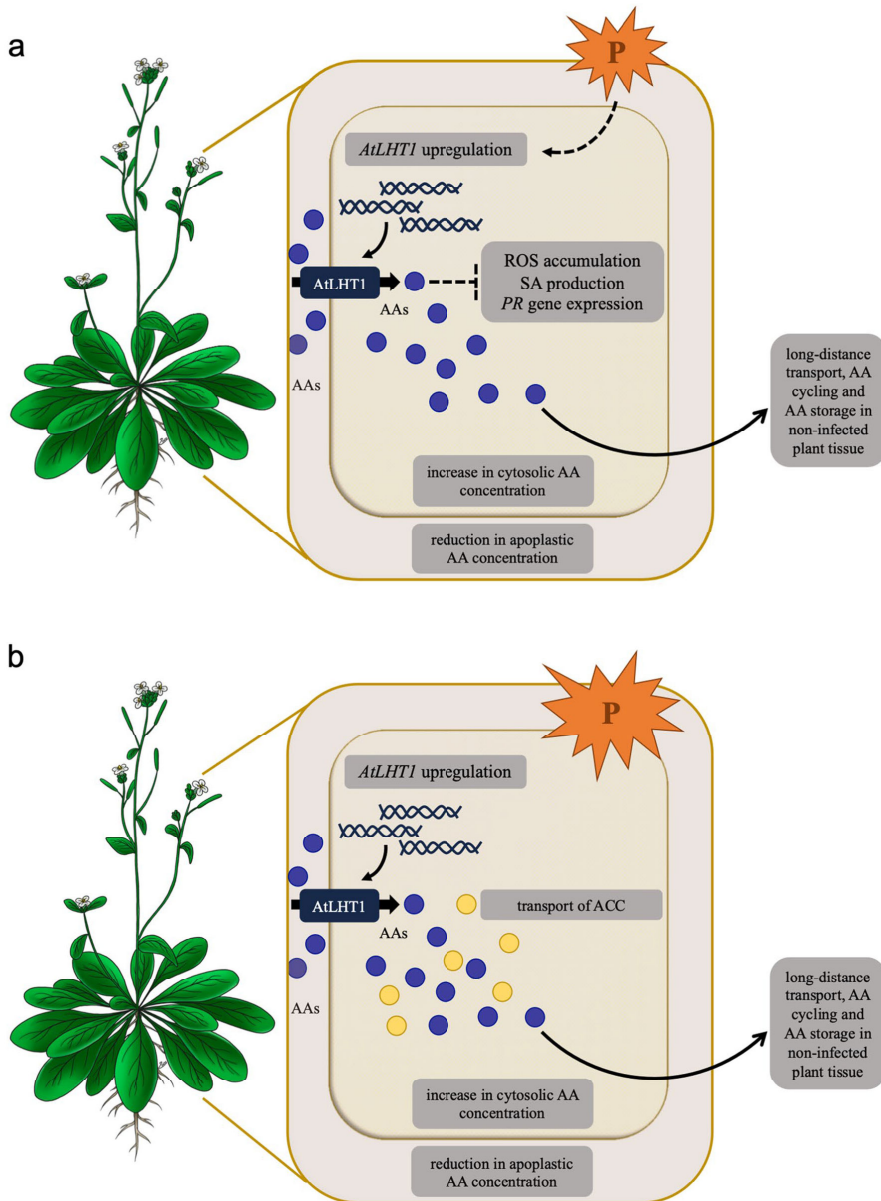 a
P
AtLHT1 upregulation
AtLHT1
AAs
AAs
ROS accumulation
SA production
PR gene expression
long-distance
transport, AA
cycling and
AA storage in
non-infected
plant tissue
increase in cytosolic AA
concentration
reduction in apoplastic
AA concentration
b
P
AtLHT1 upregulation
AtLHT1
AAs
AAs
transport of ACC
long-distance
transport, AA
cycling and
AA storage in
non-infected
plant tissue
increase in cytosolic AA
concentration
reduction in apoplastic
AA concentration